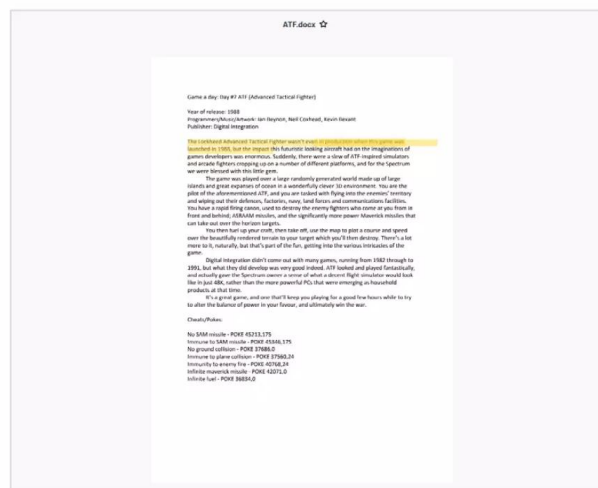 ATF.docx ☆
Game a day: Day #7 ATF (Advanced Tactical Fighter)
Year of release: 1988
Programmers/Music/Artwork: Ian Beynon, Neil Coxhead, Kevin Bezant
Publisher: Digital Integration
The Lockheed Advanced Tactical Fighter wasn't even in production when this game was
launched in 1988, but the impact this futuristic looking aircraft had on the imaginations of
games developers was enormous. Suddenly, there were a slew of ATF-inspired simulators
and arcade fighters cropping up on a number of different platforms, and for the Spectrum
we were blessed with this little gem.
The game was played over a large randomly generated world made up of large
islands and great expanses of ocean in a wonderfully clever 3D environment. You are the
pilot of the aforementioned ATF, and you are tasked with flying into the enemies' territory
and wiping out their defenses, factories, navy, land forces and communications facilities.
You have a rapid firing canon, used to destroy the enemy fighters who come at you from in
front and behind; ASRAAM missiles, and the significantly more power Maverick missiles that
can take out over the horizon targets.
You then fuel up your craft, then take off, use the map to plot a course and speed
over the beautifully rendered terrain to your target which you'll then destroy. There's a lot
more to it, naturally, but that's part of the fun, getting into the various intricacies of the
game.
Digital Integration didn't come out with many games, running from 1982 through to
1991, but what they did develop was very good indeed. ATF looked and played fantastically,
and actually gave the Spectrum owner a sense of what a decent flight simulator would look
like in just 48K, rather than the more powerful PCs that were emerging as household
products at that time.
It's a great game, and one that'll keep you playing for a good few hours while to try
to alter the balance of power in your favour, and ultimately win the war.
Cheats/Pokes:
No SAM missile - POKE 45213,175
Immune to SAM missile - POKE 45346,175
No ground collision - POKE 37686,0
Immune to plane collision - POKE 37560,24
Immunity to enemy fire - POKE 40768,24
Infinite maverick missile - POKE 42071,0
Infinite fuel - POKE 36834,0